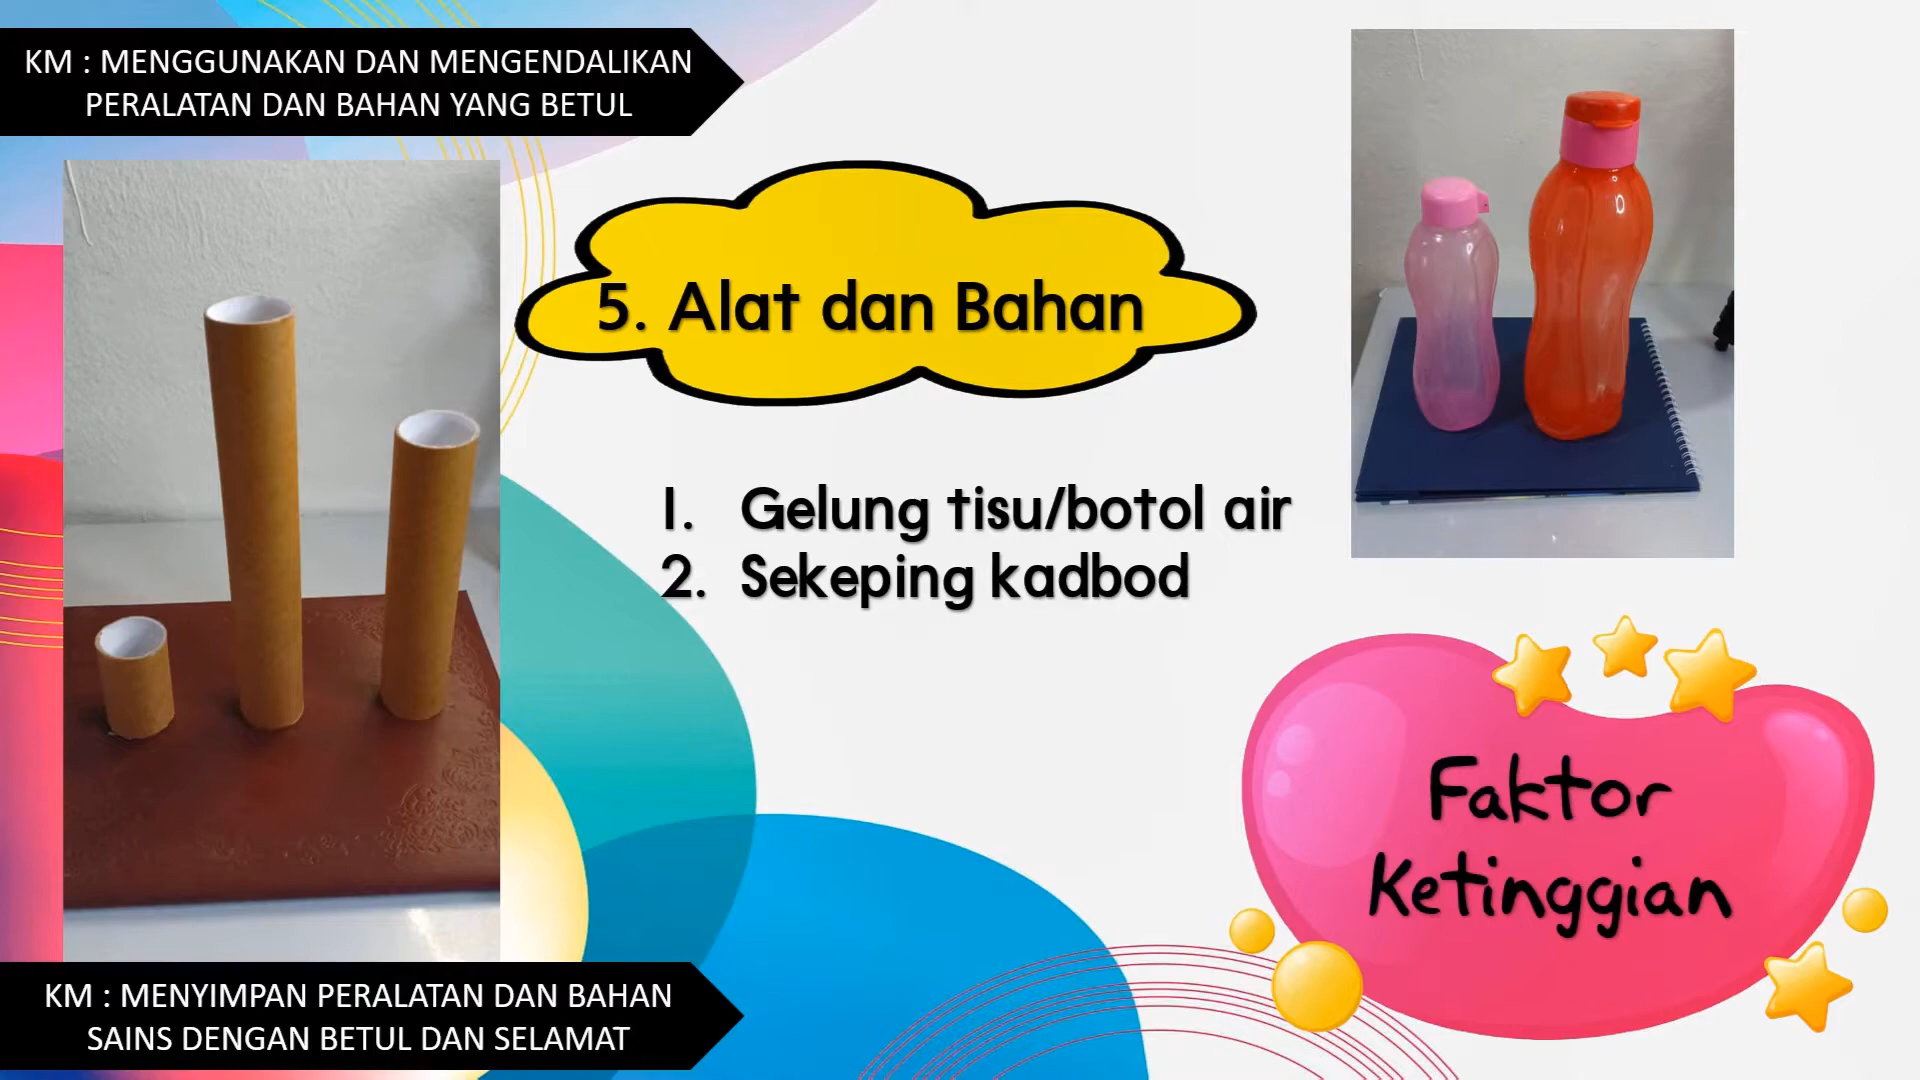 KM : MENGGUNAKAN DAN MENGENDALIKAN
PERALATAN DAN BAHAN YANG BETUL
5. Alat dan Bahan
1. Gelung tisu/botol air
2. Sekeping kadbod
Faktor
Ketinggian
KM : MENYIMPAN PERALATAN DAN BAHAN
SAINS DENGAN BETUL DAN SELAMAT